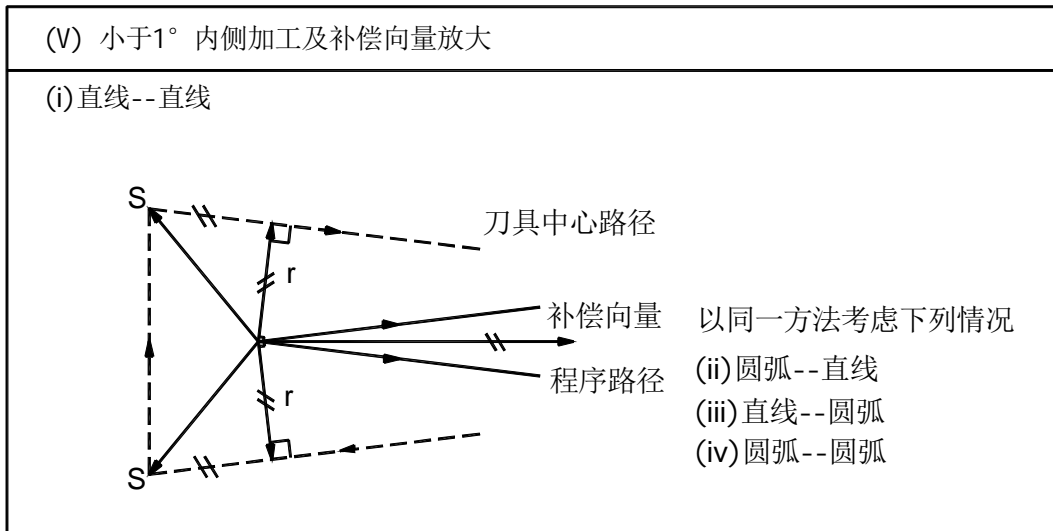 (V) 小于1° 内侧加工及补偿向量放大
(i)直线--直线
S
刀具中心路径
r
补偿向量
以同一方法考虑下列情况
程序路径
(ii)圆弧--直线
r
(iii)直线--圆弧
(iv)圆弧--圆弧
S